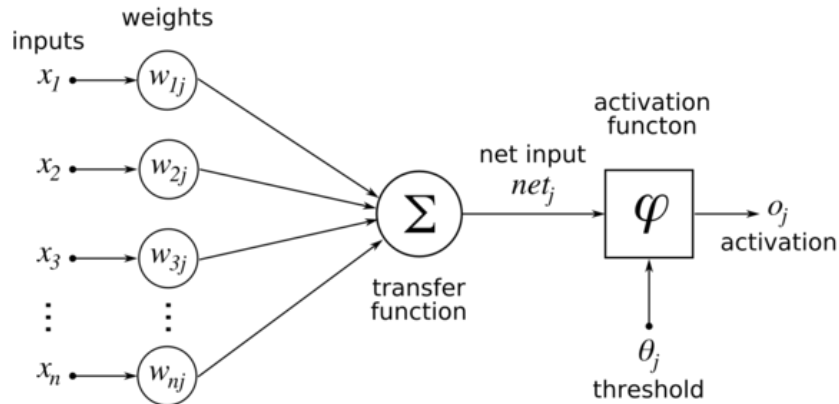 weights
inputs
x₁
w₁ⱼ
x₂
w₂ⱼ
x₃
w₃ⱼ
⋮
⋮
xₙ
wₙⱼ
Σ
transfer
function
net input
netⱼ
activation
functon
φ
oⱼ
activation
θⱼ
threshold